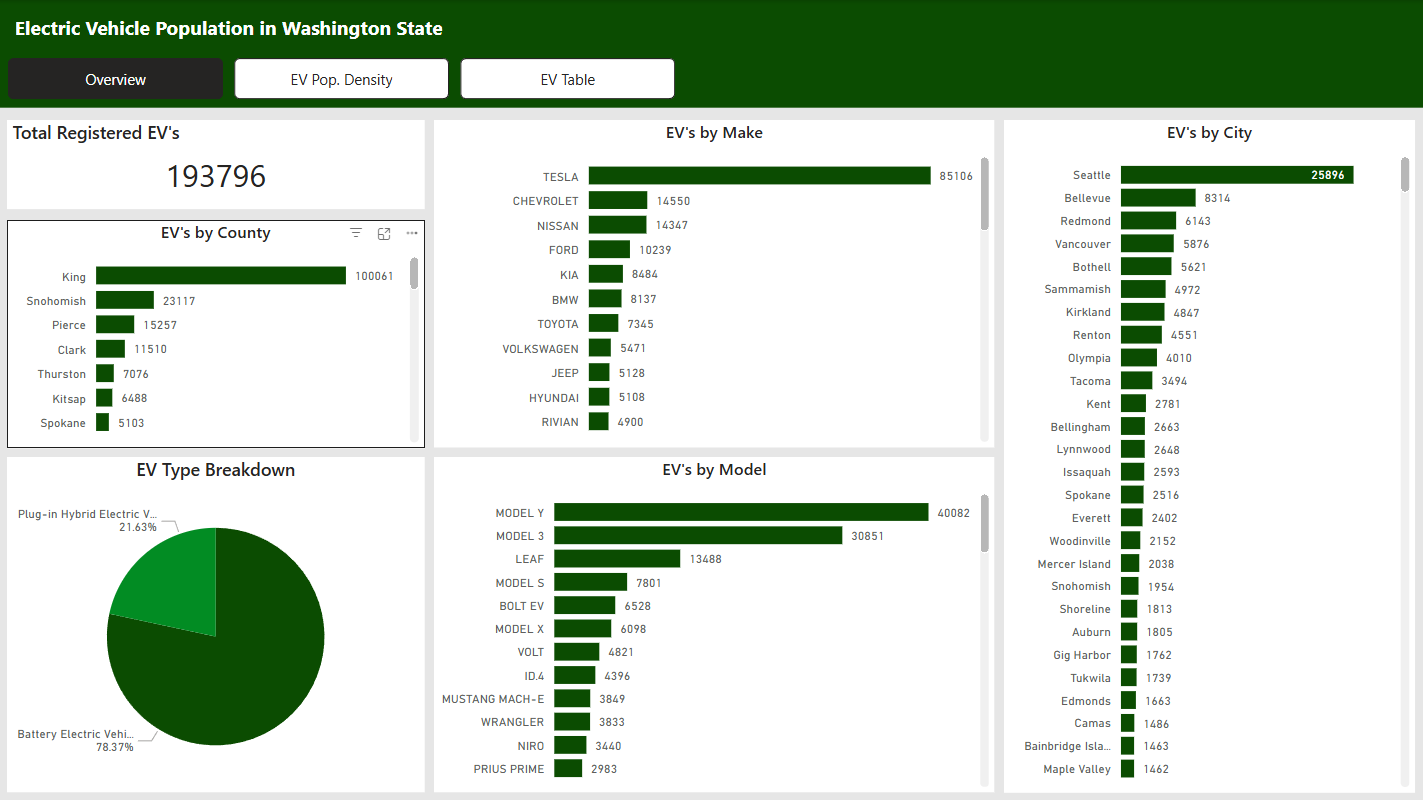 Electric Vehicle Population in Washington State
Overview
EV Pop. Density
EV Table
Total Registered EV's
193796
EV's by County
King 100061
Snohomish 23117
Pierce 15257
Clark 11510
Thurston 7076
Kitsap 6488
Spokane 5103
EV Type Breakdown
Plug-in Hybrid Electric V...
21.63%
Battery Electric Vehi...
78.37%
EV's by Make
TESLA 85106
CHEVROLET 14550
NISSAN 14347
FORD 10239
KIA 8484
BMW 8137
TOYOTA 7345
VOLKSWAGEN 5471
JEEP 5128
HYUNDAI 5108
RIVIAN 4900
EV's by Model
MODEL Y 40082
MODEL 3 30851
LEAF 13488
MODEL S 7801
BOLT EV 6528
MODEL X 6098
VOLT 4821
ID.4 4396
MUSTANG MACH-E 3849
WRANGLER 3833
NIRO 3440
PRIUS PRIME 2983
EV's by City
Seattle 25896
Bellevue 8314
Redmond 6143
Vancouver 5876
Bothell 5621
Sammamish 4972
Kirkland 4847
Renton 4551
Olympia 4010
Tacoma 3494
Kent 2781
Bellingham 2663
Lynnwood 2648
Issaquah 2593
Spokane 2516
Everett 2402
Woodinville 2152
Mercer Island 2038
Snohomish 1954
Shoreline 1813
Auburn 1805
Gig Harbor 1762
Tukwila 1739
Edmonds 1663
Camas 1486
Bainbridge Isla... 1463
Maple Valley 1462